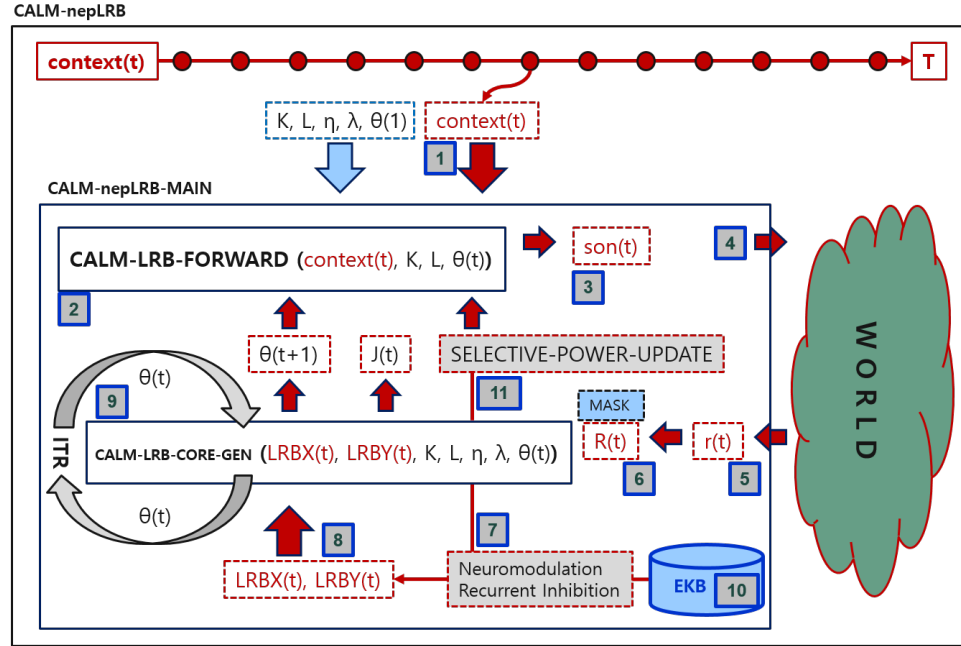 CALM-nepLRB
context(t)
T
K, L, η, λ, θ(1)
context(t)
1
CALM-nepLRB-MAIN
CALM-LRB-FORWARD (context(t), K, L, θ(t))
son(t)
4
2
3
WORLD
θ(t+1)
J(t)
SELECTIVE-POWER-UPDATE
θ(t)
9
11
MASK
ITR
CALM-LRB-CORE-GEN (LRBX(t), LRBY(t), K, L, η, λ, θ(t))
R(t)
r(t)
6
5
θ(t)
8
7
LRBX(t), LRBY(t)
Neuromodulation
Recurrent Inhibition
EKB
10